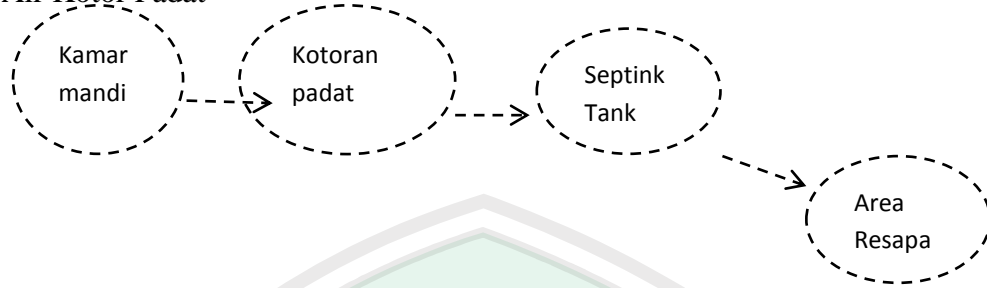 Air Kotor Padat
Kamar
mandi
Kotoran
padat
Septink
Tank
Area
Resapa